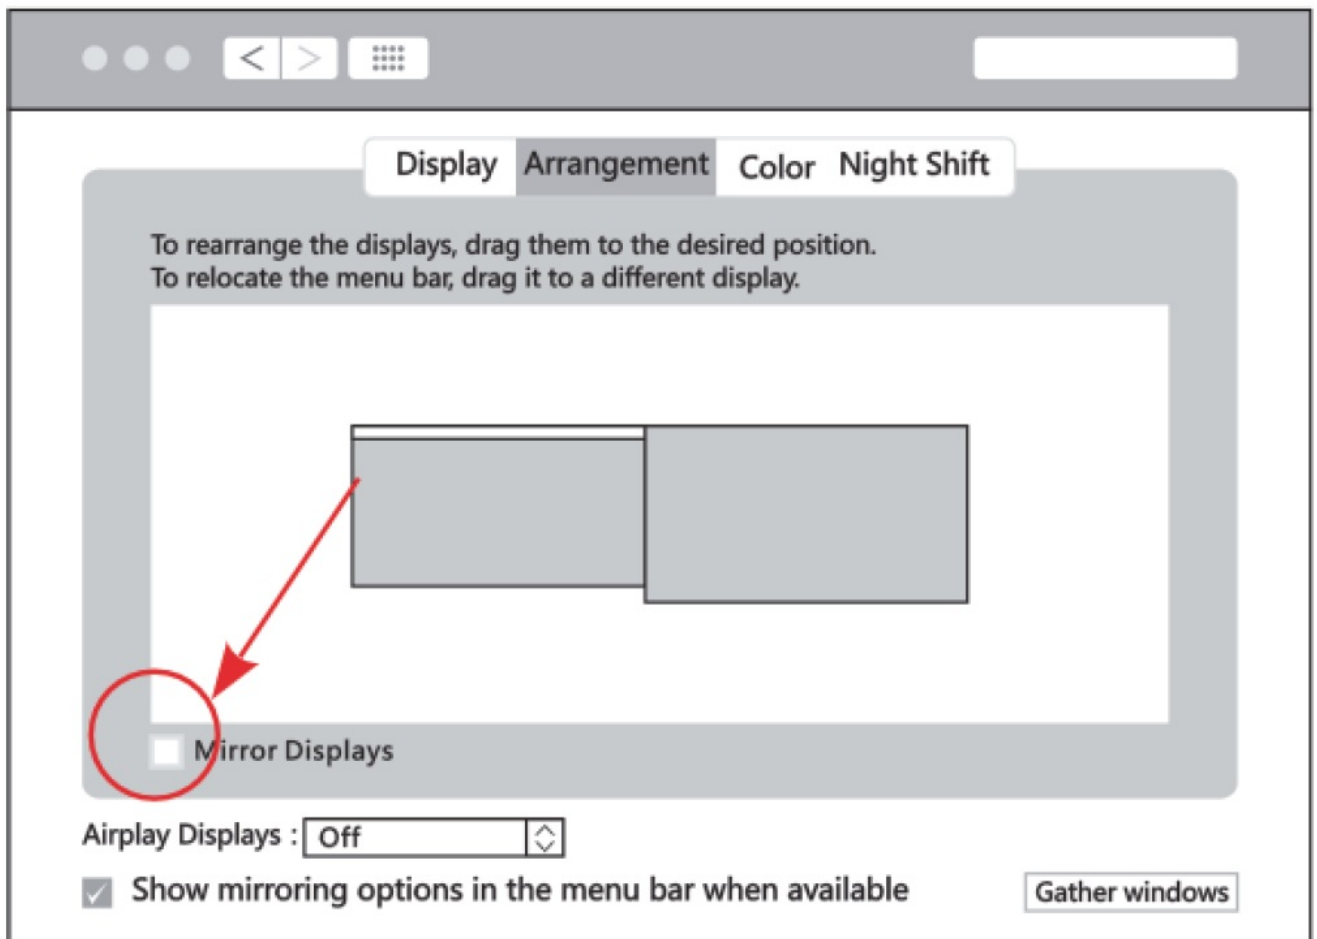 Display Arrangement Color Night Shift
To rearrange the displays, drag them to the desired position.
To relocate the menu bar, drag it to a different display.
Mirror Displays
Airplay Displays : Off
Show mirroring options in the menu bar when available
Gather windows